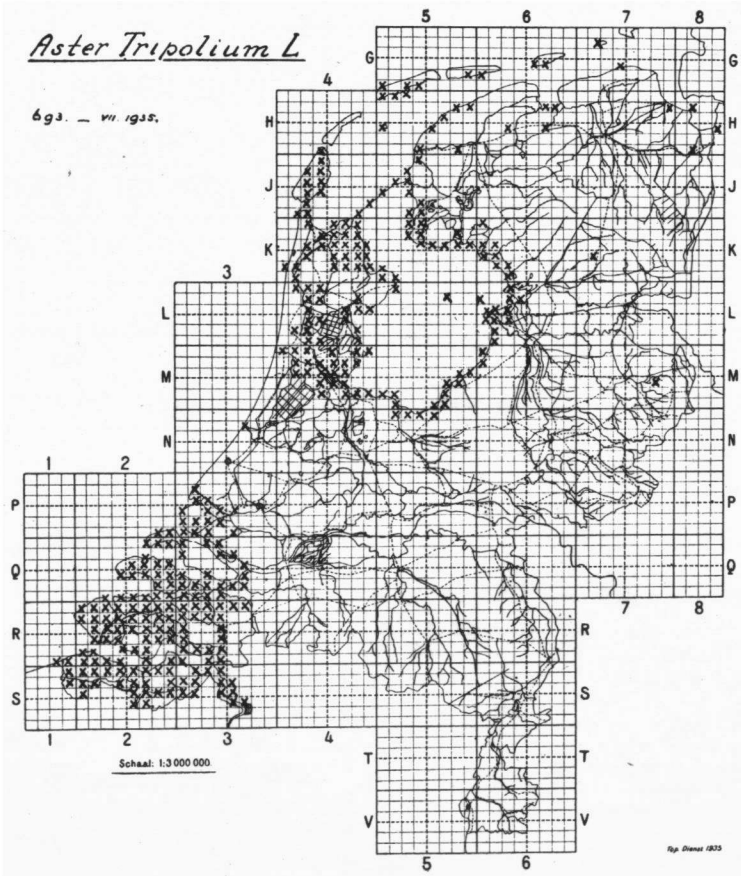 Aster Tripolium L
693. — VII. 1935.
5 6 7 8
G G
4
H H
J J
K K
3
L L
M M
N N
1 2
P P
Q Q
7 8
R R
S S
1 2 3 4
T T
V V
5 6
Schaal: 1:3 000 000.
Top. Dienst 1935